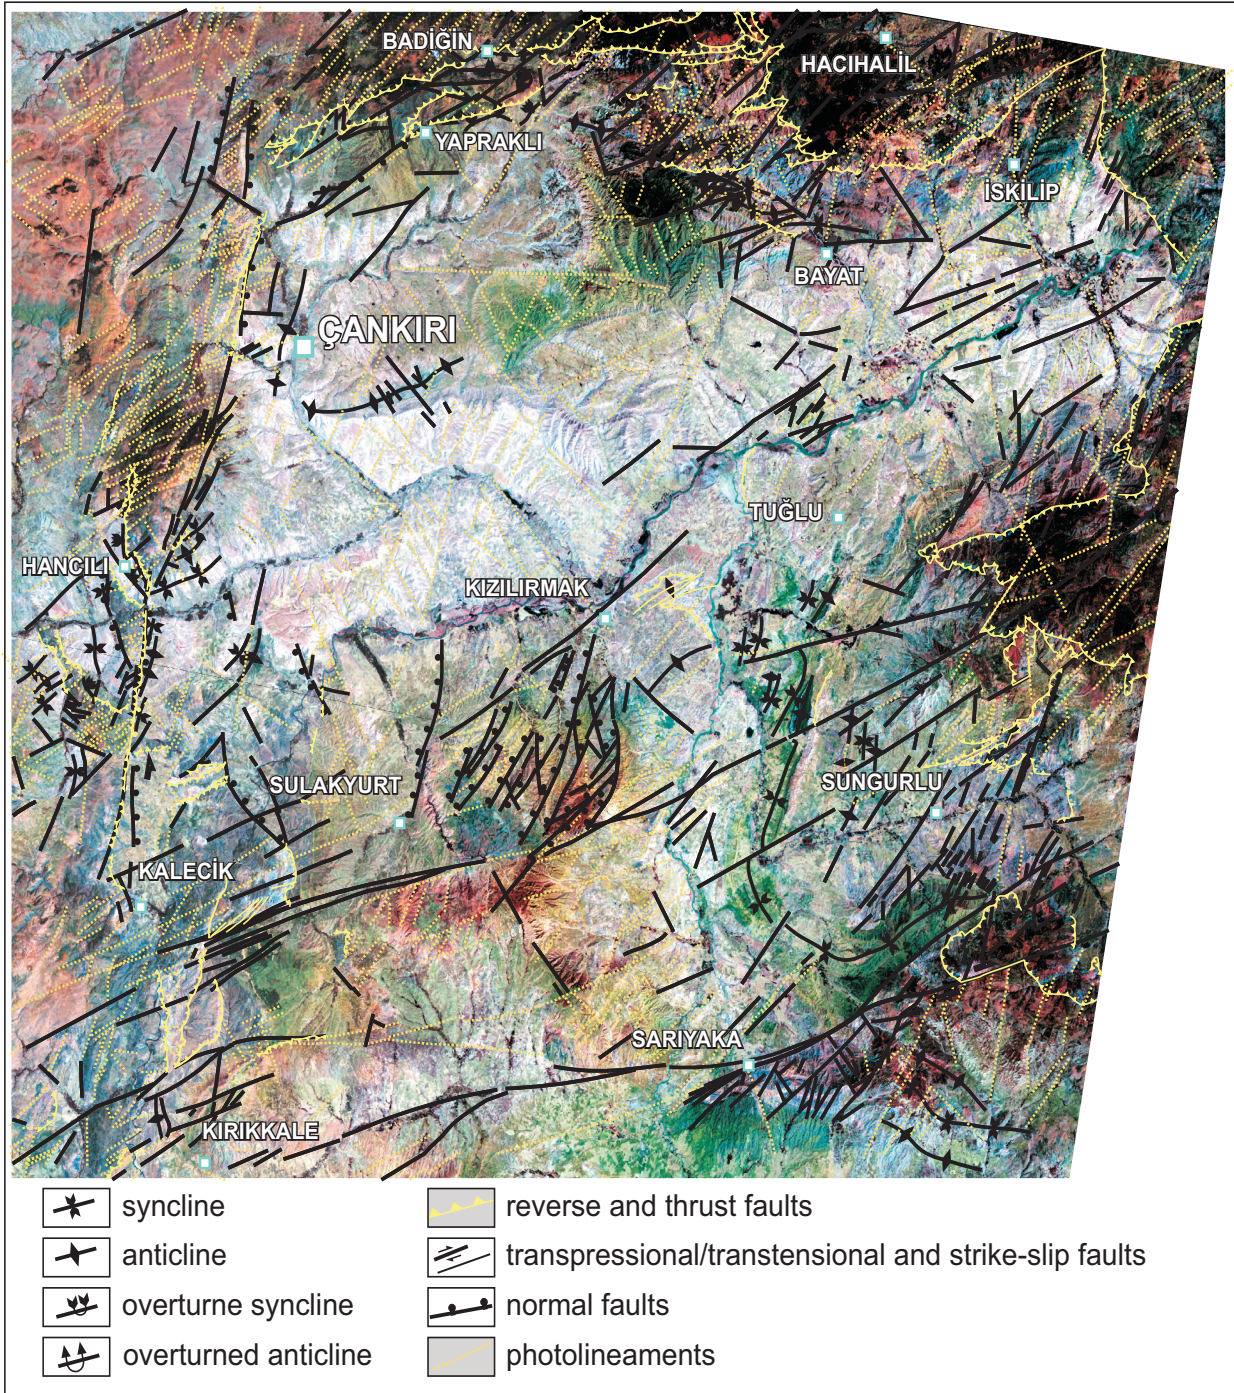 BADİĞİN
HACIHALİL
YAPRAKLI
İSKİLİP
BAYAT
ÇANKIRI
TUĞLU
HANCILI
KIZILIRMAK
SULAKYURT
SUNGURLU
KALECİK
SARIYAKA
KIRIKKALE
syncline
anticline
overturne syncline
overturned anticline
reverse and thrust faults
transpressional/transtensional and strike-slip faults
normal faults
photolineaments